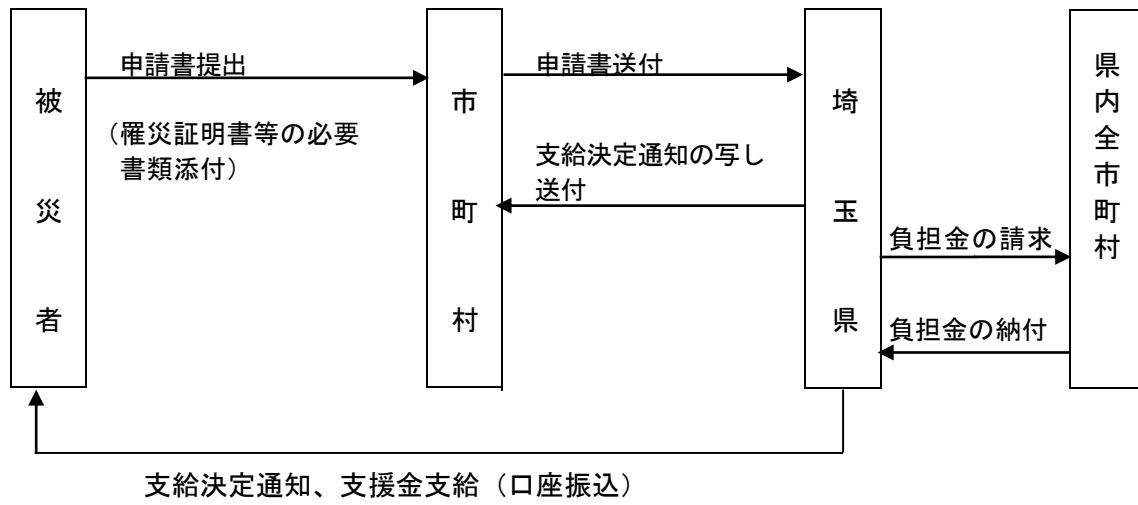 被災者
申請書提出
（罹災証明書等の必要
書類添付）
市町村
申請書送付
支給決定通知の写し
送付
埼玉県
負担金の請求
負担金の納付
県内全市町村
支給決定通知、支援金支給（口座振込）